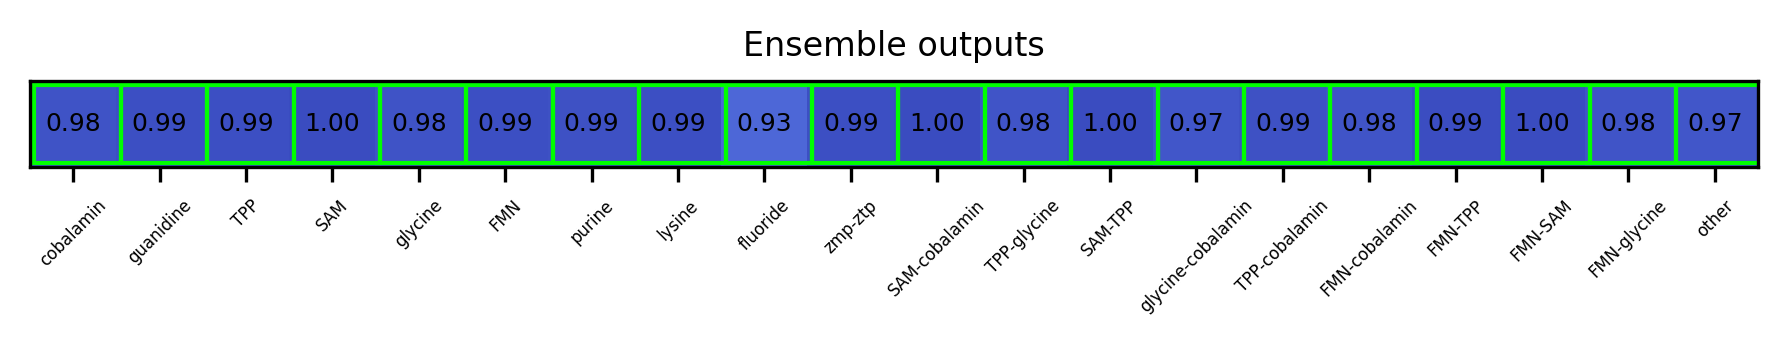 Ensemble outputs
0.98 0.99 0.99 1.00 0.98 0.99 0.99 0.99 0.93 0.99 1.00 0.98 1.00 0.97 0.99 0.98 0.99 1.00 0.98 0.97
cobalamin guanidine TPP SAM glycine FMN purine lysine fluoride zmp-ztp SAM-cobalamin TPP-glycine SAM-TPP glycine-cobalamin TPP-cobalamin FMN-cobalamin FMN-TPP FMN-SAM FMN-glycine other